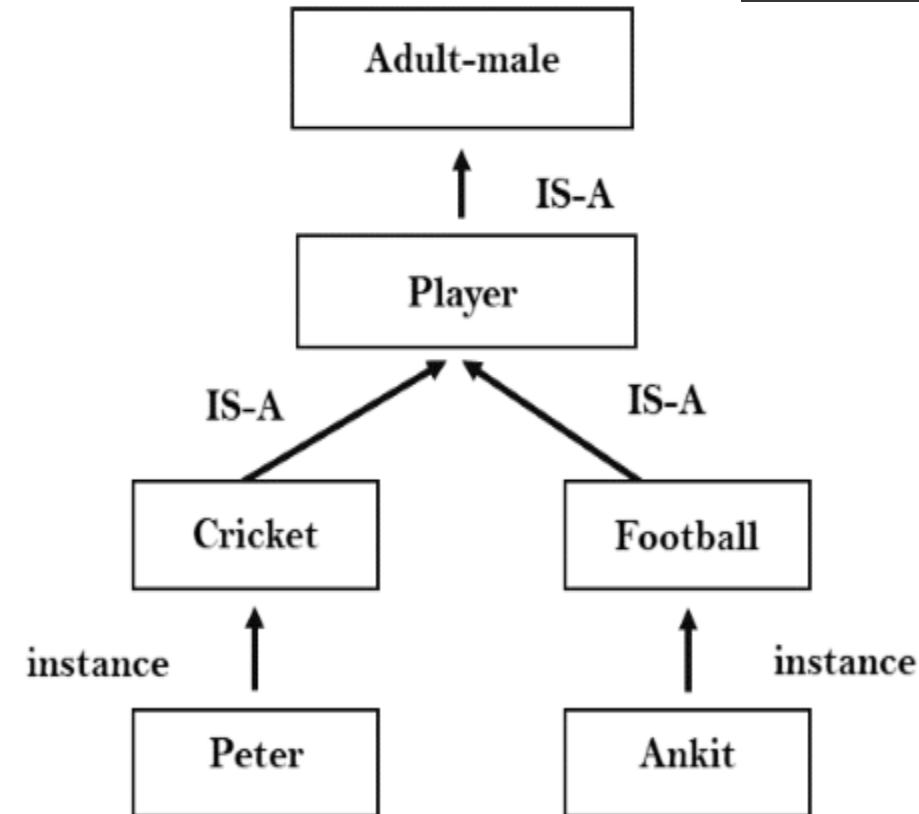 Adult-male
IS-A
Player
IS-A
IS-A
Cricket
Football
instance
instance
Peter
Ankit